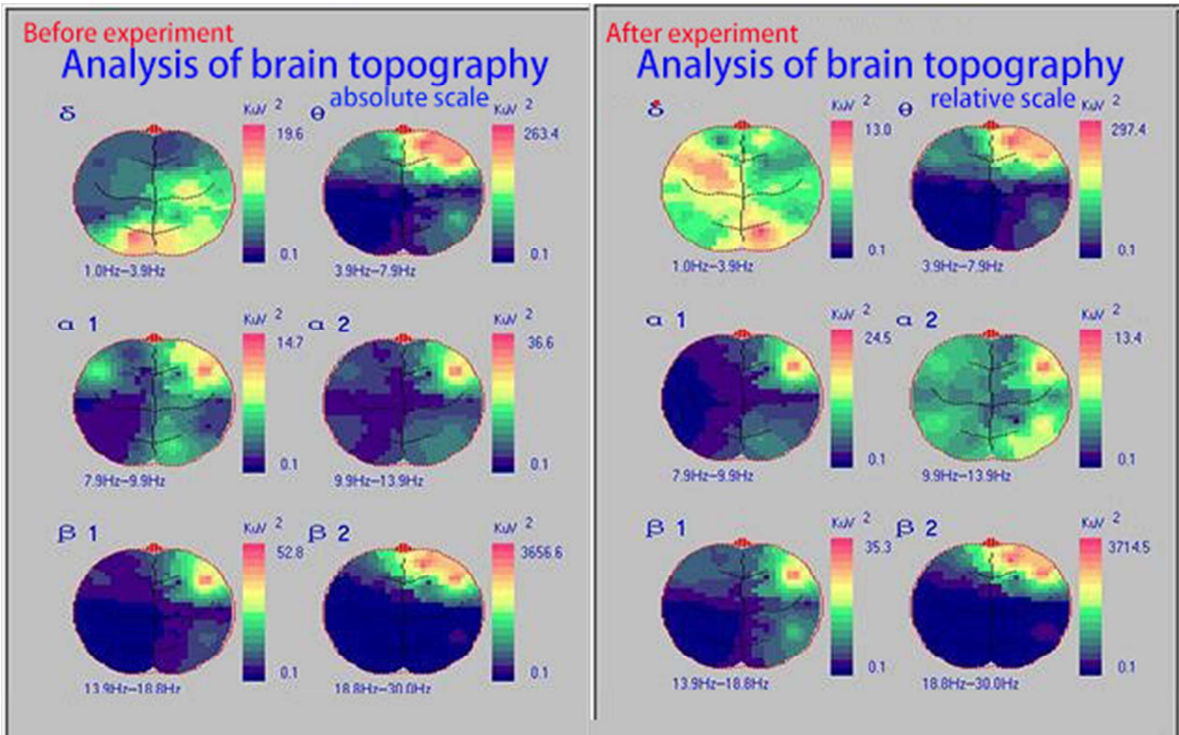 Before experiment
Analysis of brain topography
absolute scale
δ KuV 2 19.6 0.1 1.0Hz–3.9Hz
θ KuV 2 263.4 0.1 3.9Hz–7.9Hz
α 1 KuV 2 14.7 0.1 7.9Hz–9.9Hz
α 2 KuV 2 36.6 0.1 9.9Hz–13.9Hz
β 1 KuV 2 52.8 0.1 13.9Hz–18.8Hz
β 2 KuV 2 3656.6 0.1 18.8Hz–30.0Hz
After experiment
Analysis of brain topography
relative scale
δ KuV 2 13.0 0.1 1.0Hz–3.9Hz
θ KuV 2 297.4 0.1 3.9Hz–7.9Hz
α 1 KuV 2 24.5 0.1 7.9Hz–9.9Hz
α 2 KuV 2 13.4 0.1 9.9Hz–13.9Hz
β 1 KuV 2 35.3 0.1 13.9Hz–18.8Hz
β 2 KuV 2 3714.5 0.1 18.8Hz–30.0Hz